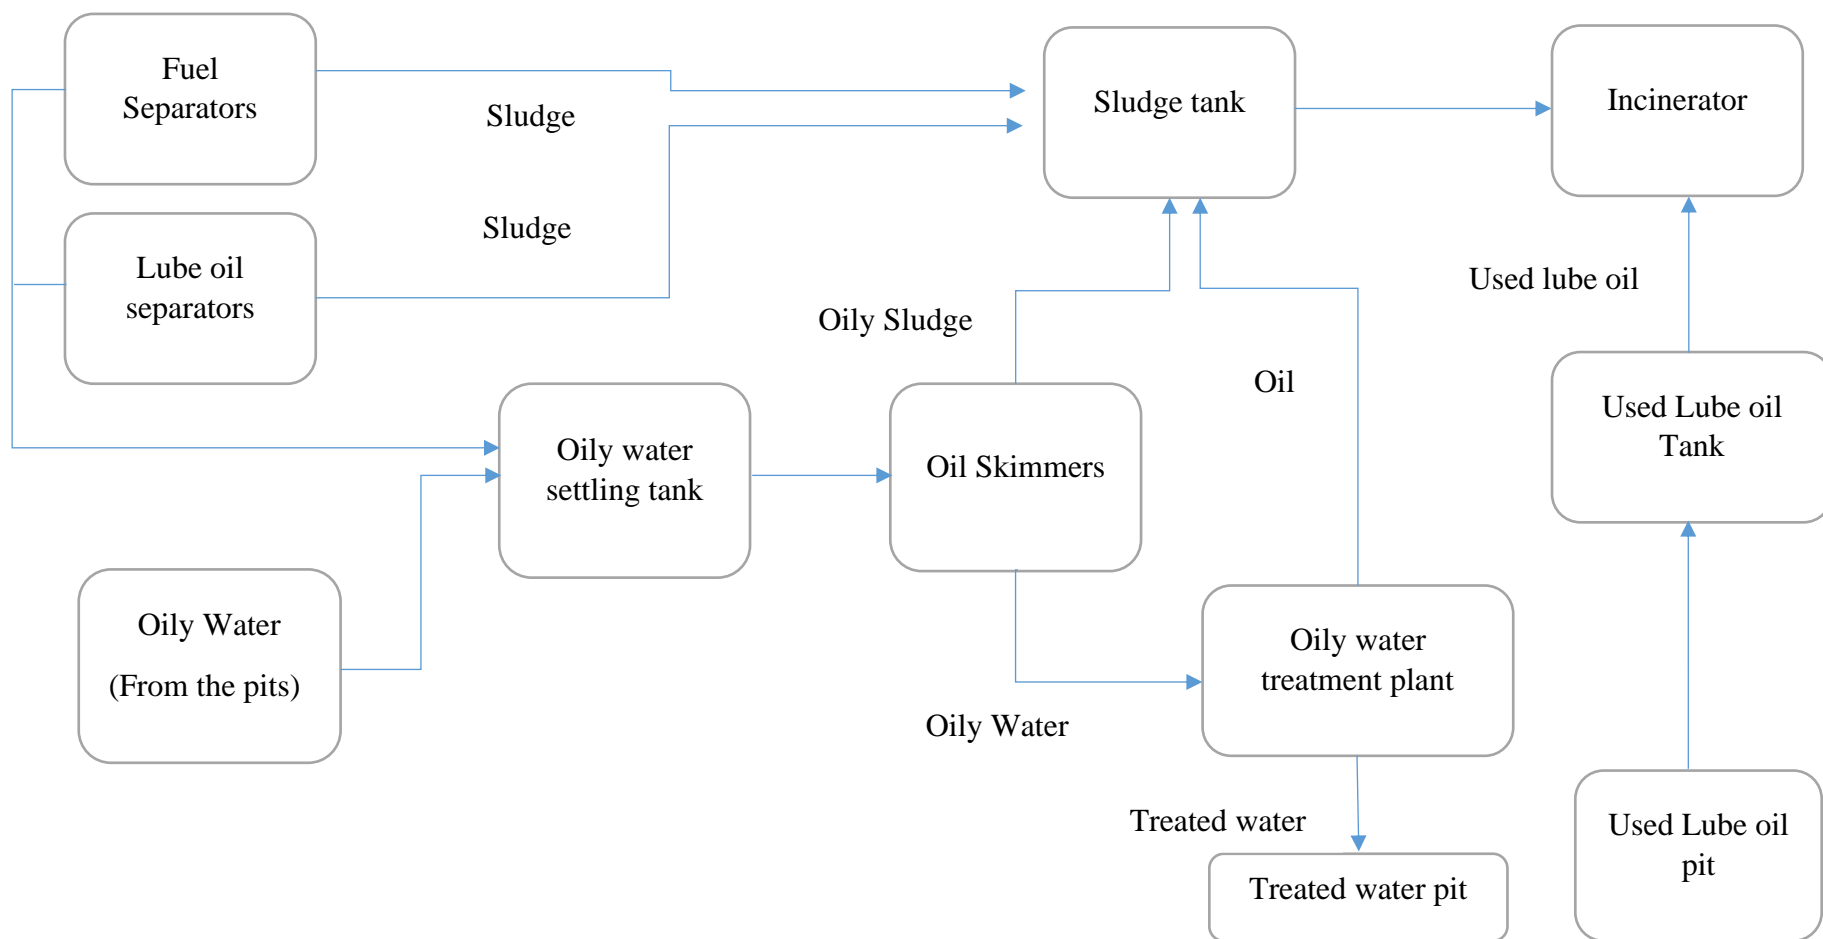 Fuel
Separators
Sludge
Sludge tank
Incinerator
Lube oil
separators
Sludge
Used lube oil
Oily Sludge
Oil
Used Lube oil
Tank
Oily water
settling tank
Oil Skimmers
Oily Water
(From the pits)
Oily water
treatment plant
Oily Water
Treated water
Treated water pit
Used Lube oil
pit